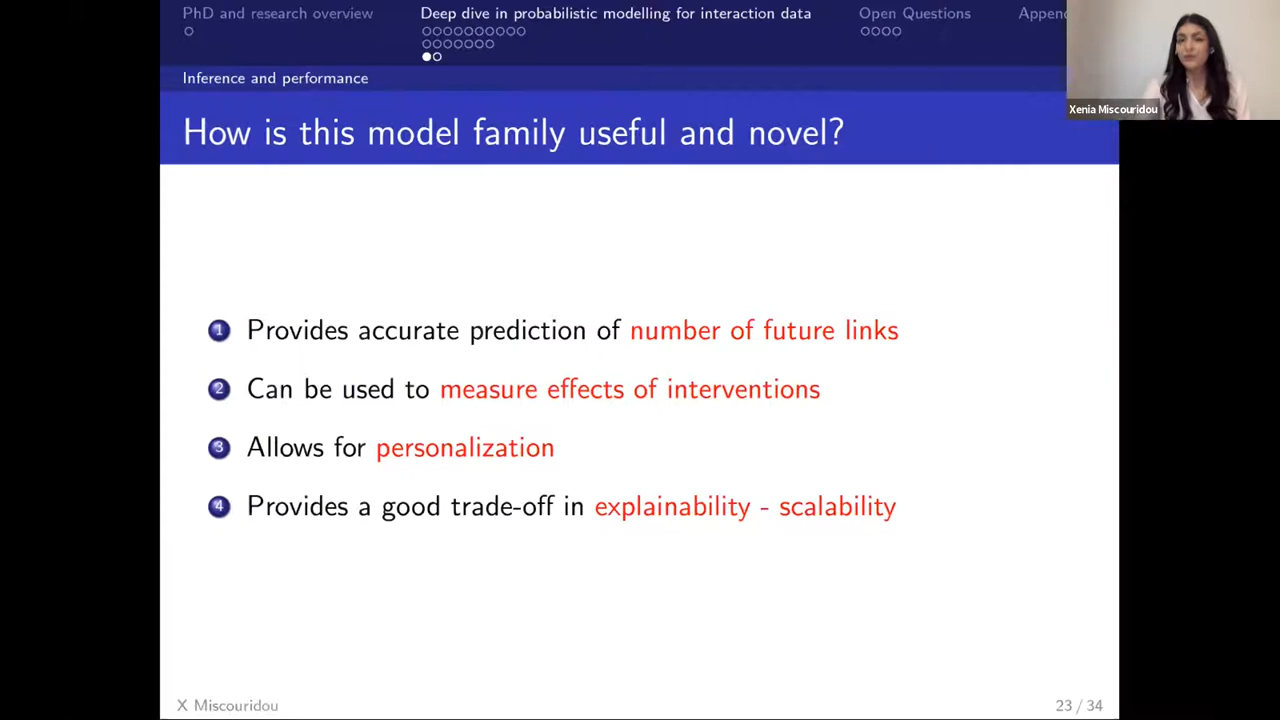 PhD and research overview
Deep dive in probabilistic modelling for interaction data
Open Questions
Appen
Inference and performance
Xenia Miscouridou
How is this model family useful and novel?
1 Provides accurate prediction of number of future links
2 Can be used to measure effects of interventions
3 Allows for personalization
4 Provides a good trade-off in explainability - scalability
X Miscouridou
23 / 34